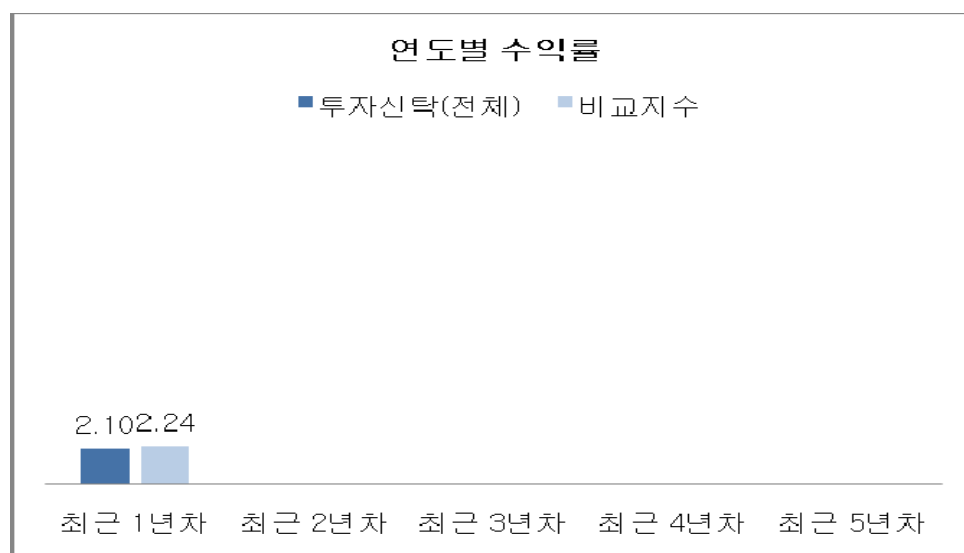 연도별 수익률
투자신탁(전체) 비교지수
2.10 2.24
최근 1년차 최근 2년차 최근 3년차 최근 4년차 최근 5년차